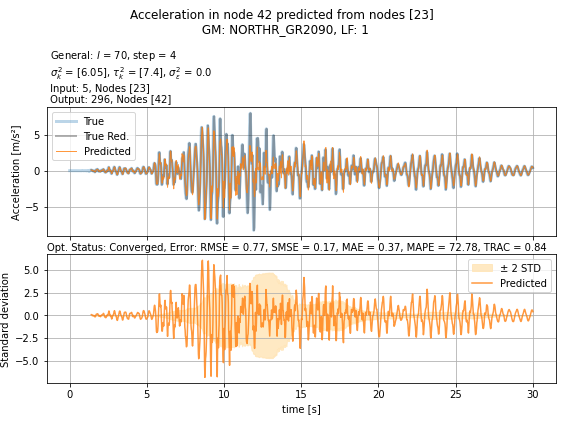 Acceleration in node 42 predicted from nodes [23]
GM: NORTHR_GR2090, LF: 1
General: l = 70, step = 4
σ²ₖ = [6.05], τ²ₖ = [7.4], σ²ε = 0.0
Input: 5, Nodes [23]
Output: 296, Nodes [42]
True
True Red.
Predicted
Acceleration [m/s²]
5
0
−5
Opt. Status: Converged, Error: RMSE = 0.77, SMSE = 0.17, MAE = 0.37, MAPE = 72.78, TRAC = 0.84
± 2 STD
Predicted
Standard deviation
5.0
2.5
0.0
−2.5
−5.0
0 5 10 15 20 25 30
time [s]